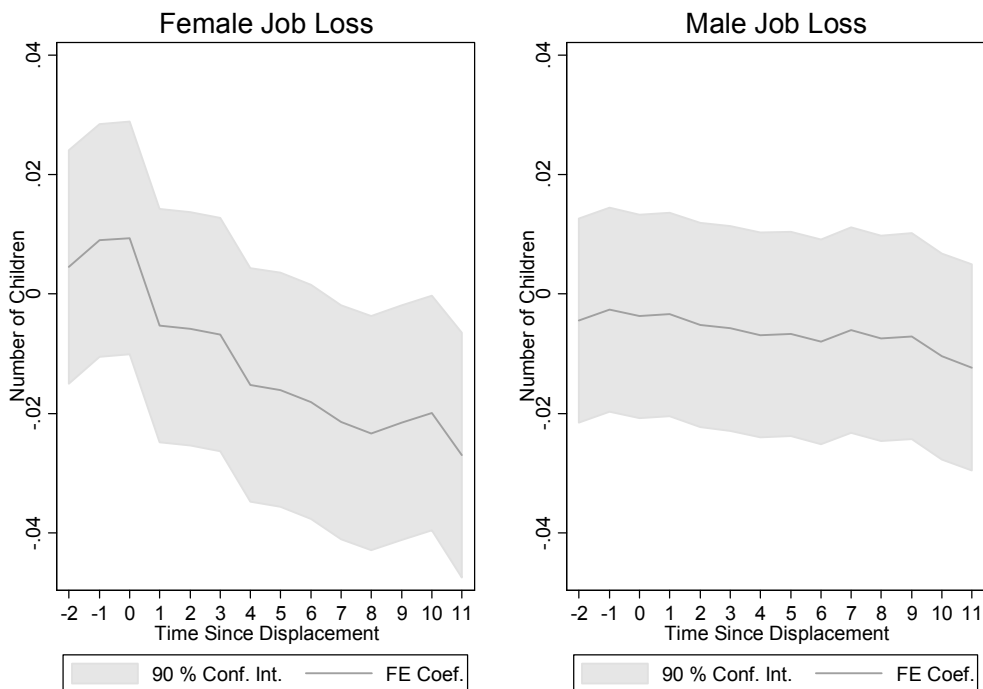 Female Job Loss
Number of Children
.04
.02
0
-.02
-.04
-2 -1 0 1 2 3 4 5 6 7 8 9 10 11
Time Since Displacement
90 % Conf. Int. FE Coef.
Male Job Loss
Number of Children
.04
.02
0
-.02
-.04
-2 -1 0 1 2 3 4 5 6 7 8 9 10 11
Time Since Displacement
90 % Conf. Int. FE Coef.